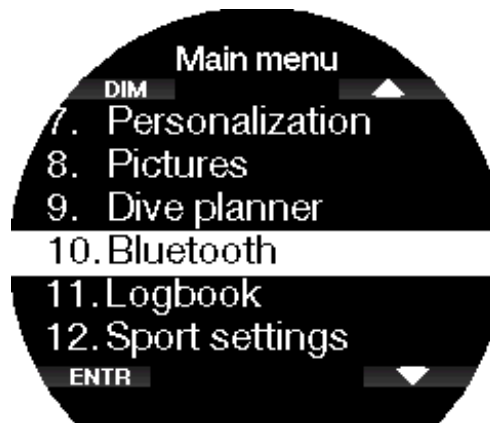 Main menu
DIM
7. Personalization
8. Pictures
9. Dive planner
10. Bluetooth
11. Logbook
12. Sport settings
ENTR